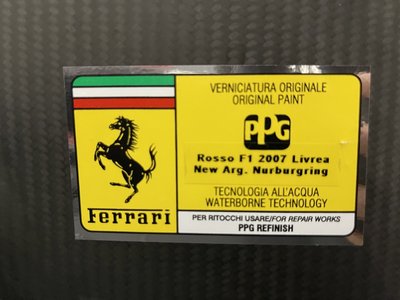 VERNICIATURA ORIGINALE
ORIGINAL PAINT
PPG
Rosso F1 2007 Livrea
New Arg. Nurburgring
TECNOLOGIA ALL'ACQUA
WATERBORNE TECHNOLOGY
Ferrari
PER RITOCCHI USARE/FOR REPAIR WORKS
PPG REFINISH